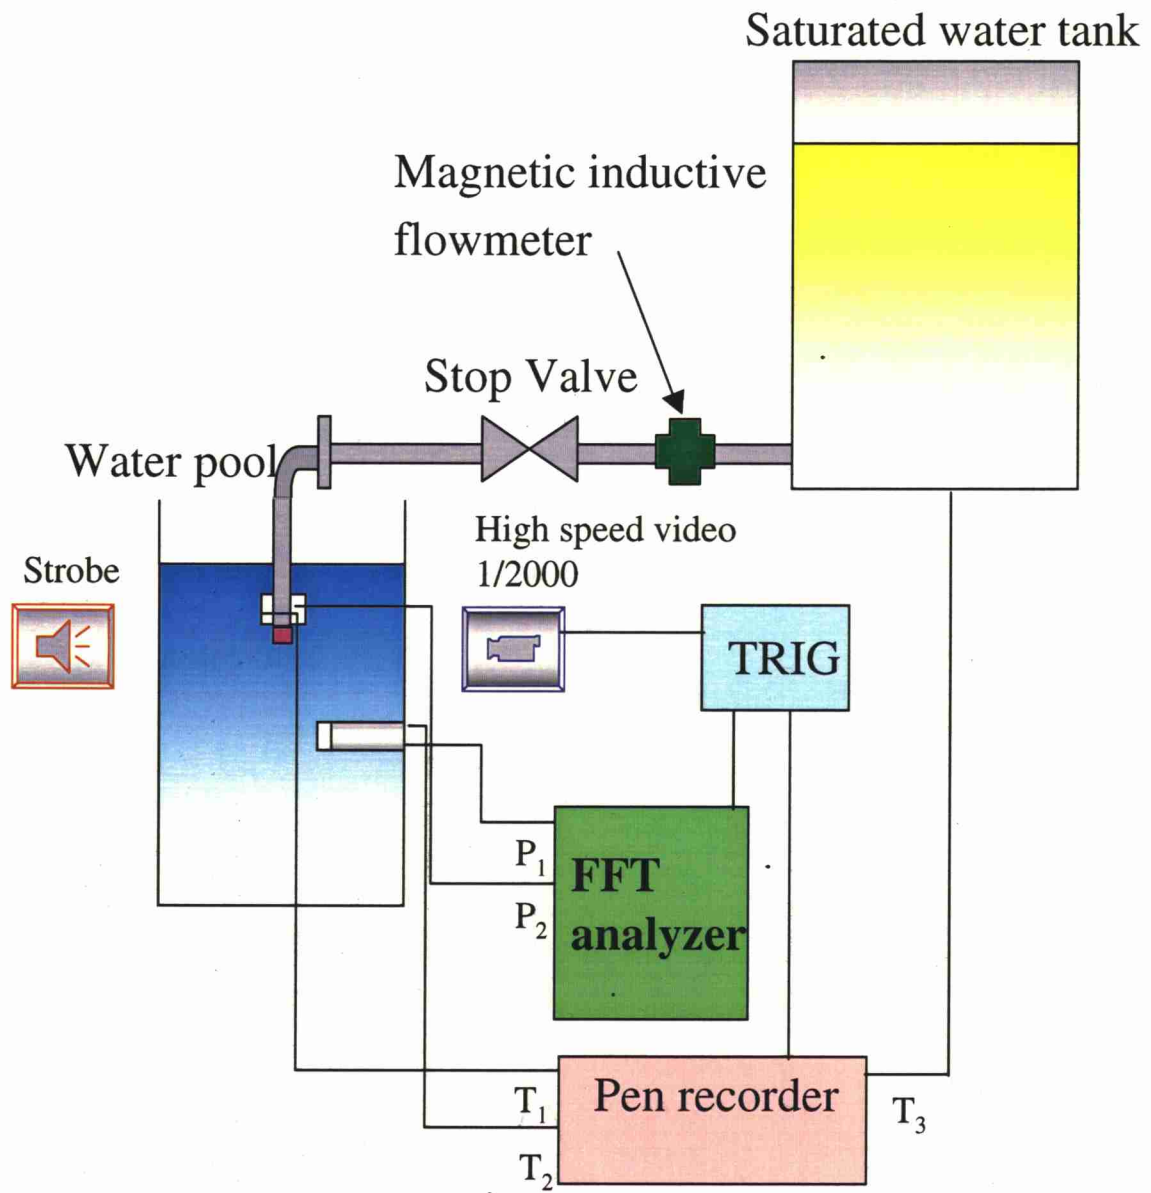 Saturated water tank
Magnetic inductive
flowmeter
Stop Valve
Water pool
High speed video
1/2000
Strobe
TRIG
P1
FFT
P2
analyzer
T1
Pen recorder
T3
T2